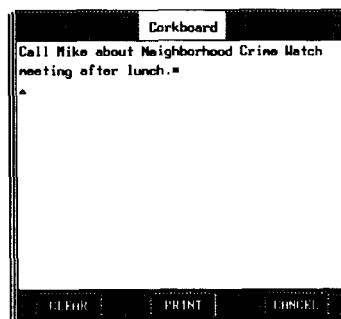 Corkboard
Call Mike about Neighborhood Crime Watch
meeting after lunch.
CLEAR PRINT CANCEL